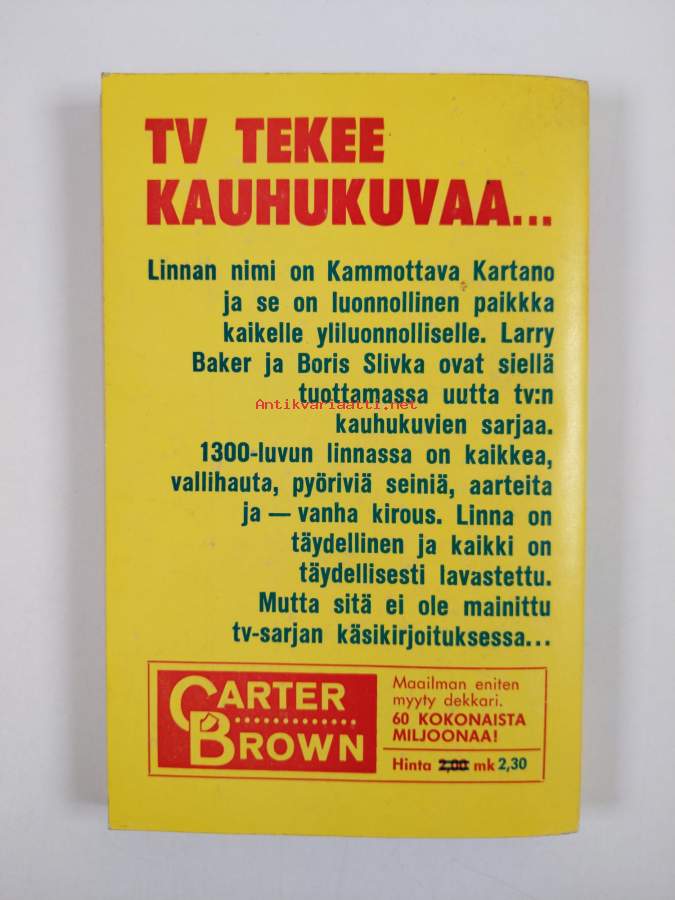 TV TEKEE
KAUHUKUVAA...
Linnan nimi on Kammottava Kartano
ja se on luonnollinen paikkka
kaikelle yliluonnolliselle. Larry
Baker ja Boris Slivka ovat siellä
tuottamassa uutta tv:n
Antikvariaatti.net
kauhukuvien sarjaa.
1300-luvun linnassa on kaikkea,
vallihauta, pyöriviä seiniä, aarteita
ja — vanha kirous. Linna on
täydellinen ja kaikki on
täydellisesti lavastettu.
Mutta sitä ei ole mainittu
tv-sarjan käsikirjoituksessa...
CARTER
BROWN
Maailman eniten
myyty dekkari.
60 KOKONAISTA
MILJOONAA!
Hinta 2,00 mk 2,30